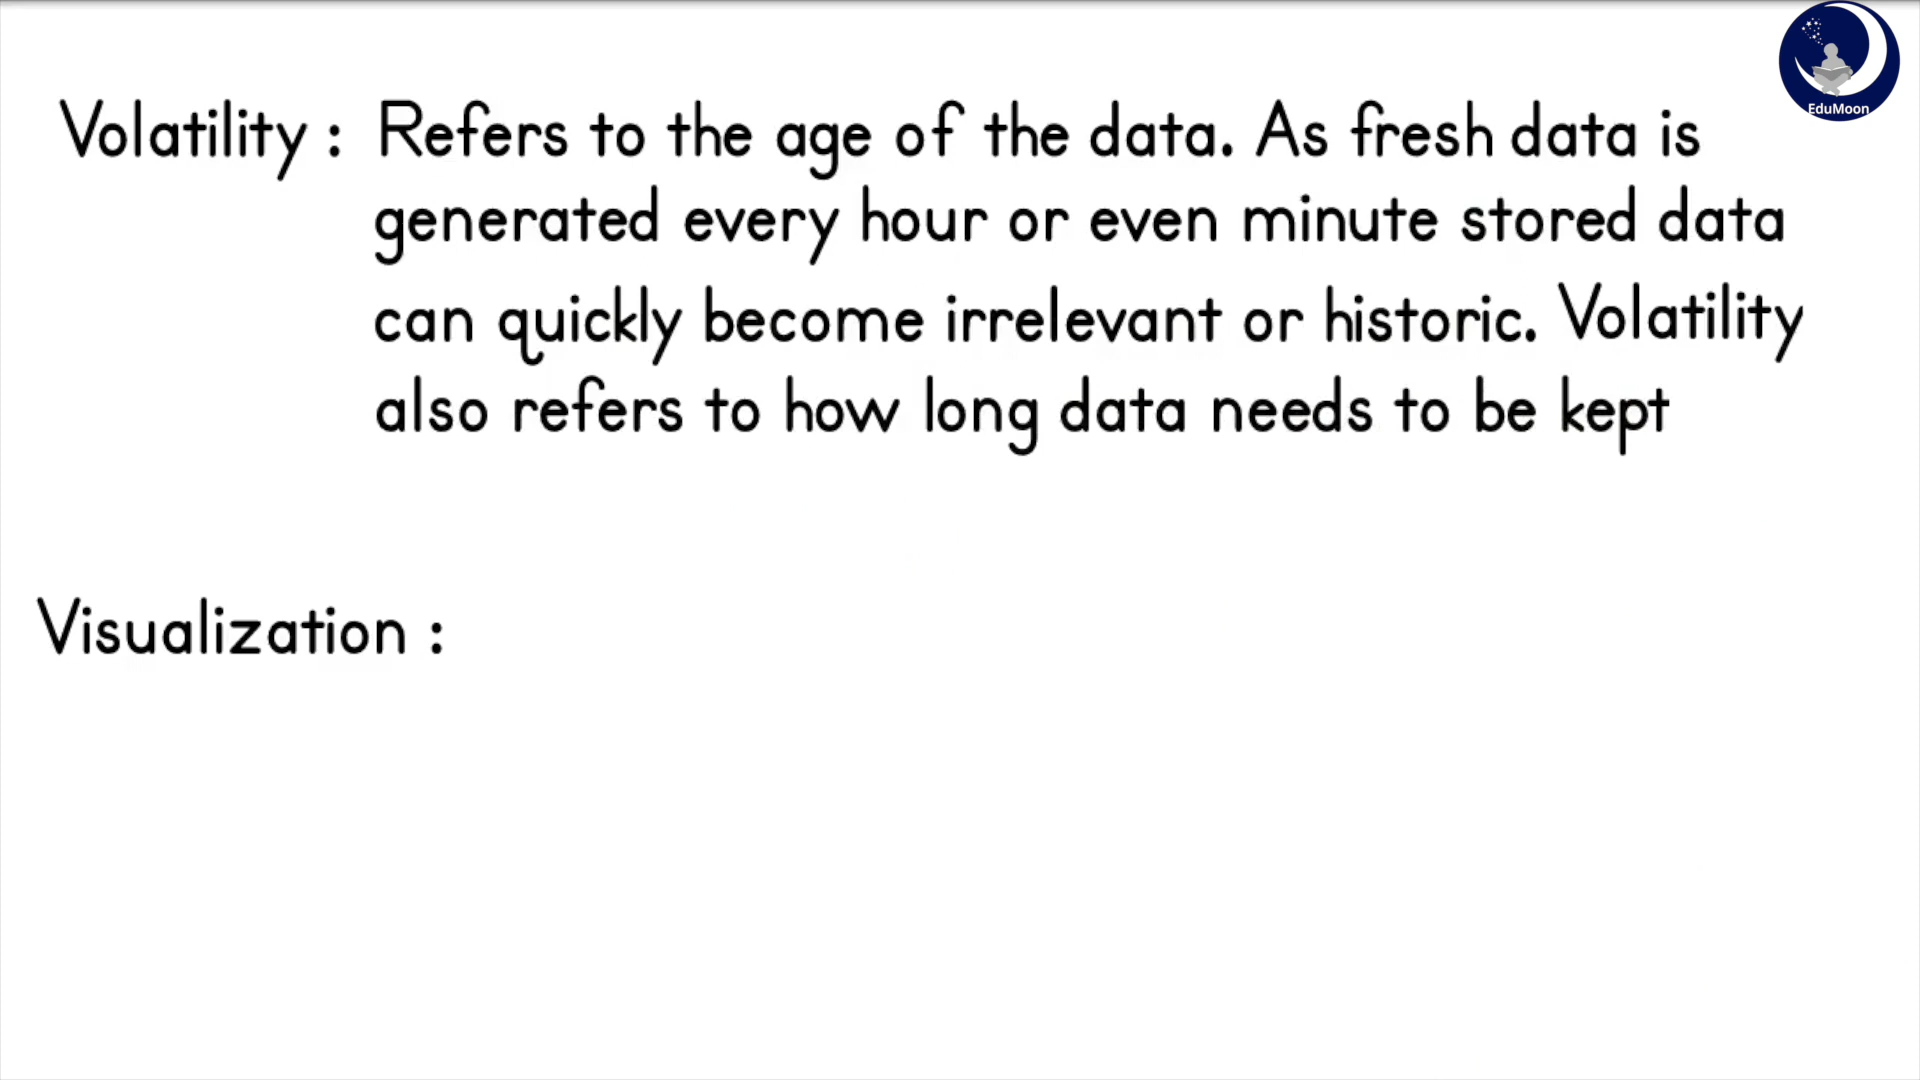 EduMoon
Volatility : Refers to the age of the data. As fresh data is
generated every hour or even minute stored data
can quickly become irrelevant or historic. Volatility
also refers to how long data needs to be kept
Visualization :